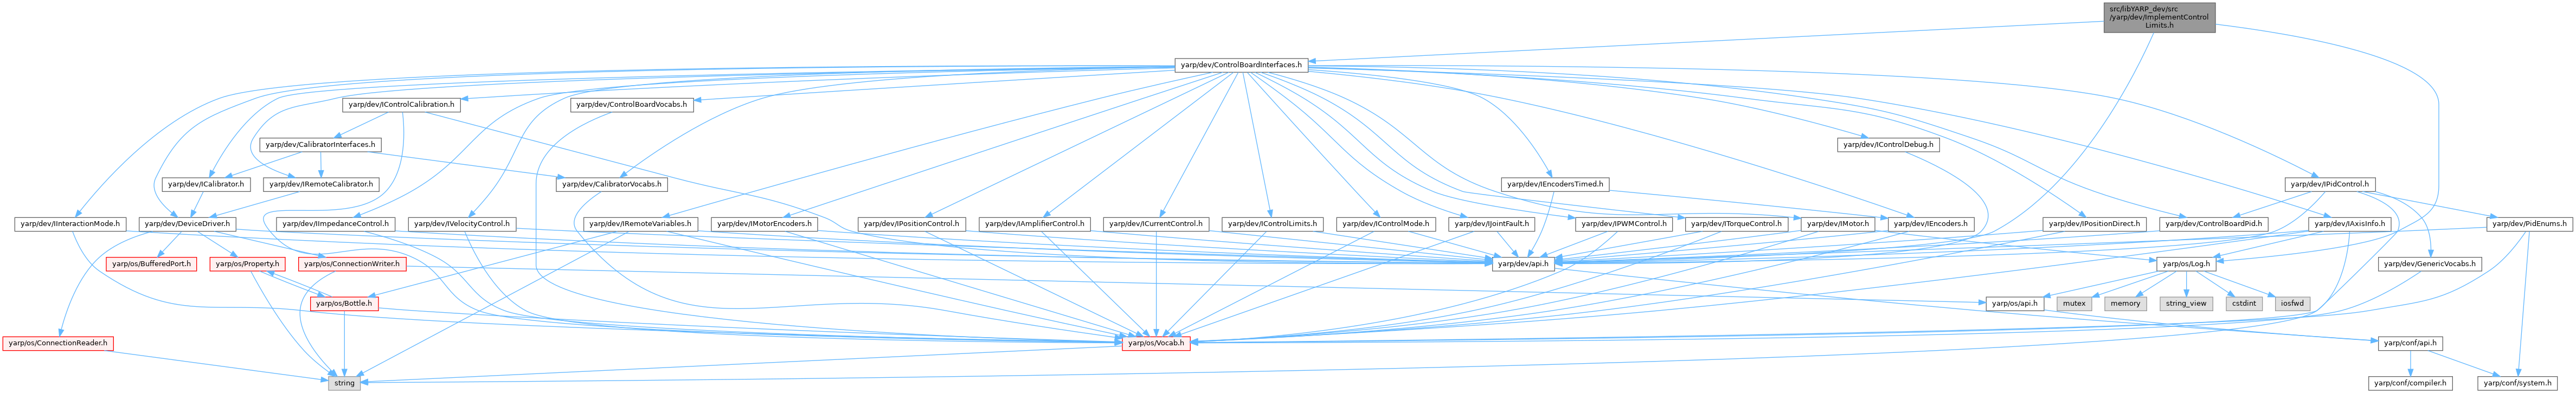 src/libYARP_dev/src
/yarp/dev/ImplementControl
Limits.h
yarp/dev/ControlBoardInterfaces.h
yarp/dev/IControlCalibration.h
yarp/dev/ControlBoardVocabs.h
yarp/dev/CalibratorInterfaces.h
yarp/dev/IControlDebug.h
yarp/dev/ICalibrator.h
yarp/dev/IRemoteCalibrator.h
yarp/dev/CalibratorVocabs.h
yarp/dev/IEncodersTimed.h
yarp/dev/IPidControl.h
yarp/dev/IInteractionMode.h
yarp/dev/DeviceDriver.h
yarp/dev/IImpedanceControl.h
yarp/dev/IVelocityControl.h
yarp/dev/IRemoteVariables.h
yarp/dev/IMotorEncoders.h
yarp/dev/IPositionControl.h
yarp/dev/IAmplifierControl.h
yarp/dev/ICurrentControl.h
yarp/dev/IControlLimits.h
yarp/dev/IControlMode.h
yarp/dev/IJointFault.h
yarp/dev/IPWMControl.h
yarp/dev/ITorqueControl.h
yarp/dev/IMotor.h
yarp/dev/IEncoders.h
yarp/dev/IPositionDirect.h
yarp/dev/ControlBoardPid.h
yarp/dev/IAxisInfo.h
yarp/dev/PidEnums.h
yarp/os/BufferedPort.h
yarp/os/Property.h
yarp/os/ConnectionWriter.h
yarp/dev/api.h
yarp/os/Log.h
yarp/dev/GenericVocabs.h
yarp/os/Bottle.h
yarp/os/api.h
mutex
memory
string_view
cstdint
iosfwd
yarp/os/ConnectionReader.h
yarp/os/Vocab.h
yarp/conf/api.h
string
yarp/conf/compiler.h
yarp/conf/system.h